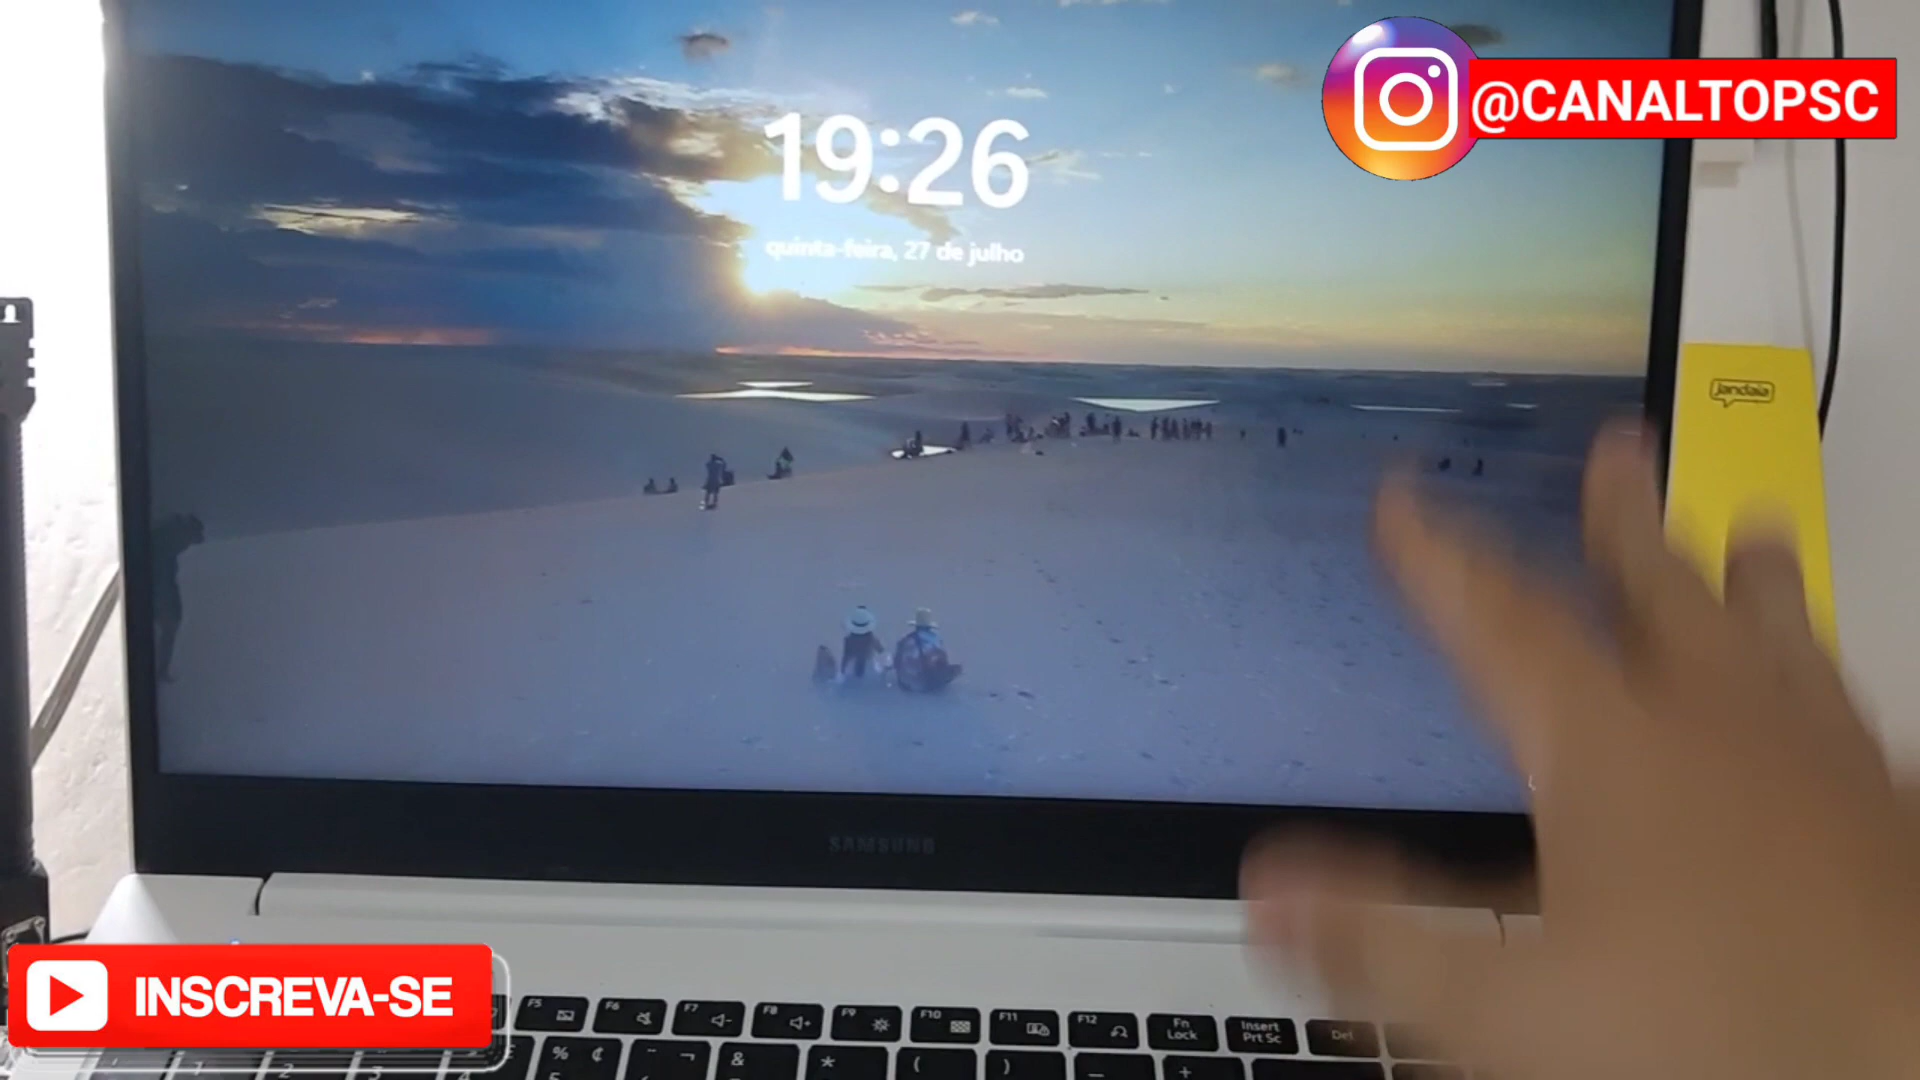 @CANALTOPSC
19:26
quinta-feira, 27 de julho
jandaia
SAMSUNG
INSCREVA-SE
F5
F6
F7
F8
F9
F10
F11
F12
Fn
Lock
Insert
Prt Sc
Del
% ¢
¨ ¬
&
*
(
)
_
+